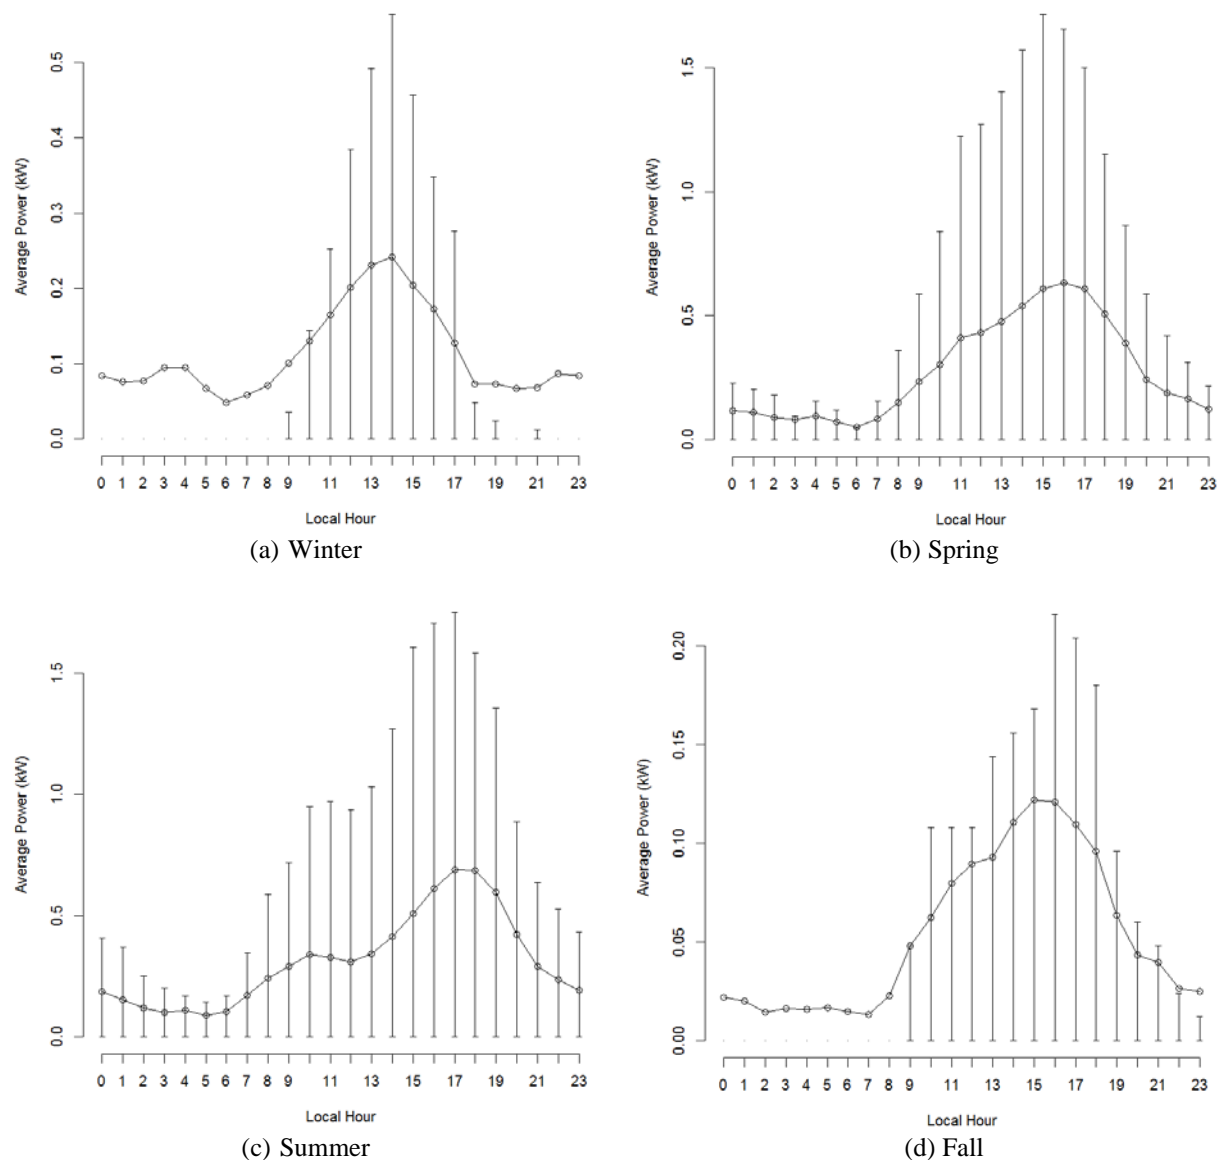 0.5
0.4
0.3
0.2
0.1
0.0
Average Power (kW)
0 1 2 3 4 5 6 7 8 9 11 13 15 17 19 21 23
Local Hour
(a) Winter
1.5
1.0
0.5
0.0
Average Power (kW)
0 1 2 3 4 5 6 7 8 9 11 13 15 17 19 21 23
Local Hour
(b) Spring
1.5
1.0
0.5
0.0
Average Power (kW)
0 1 2 3 4 5 6 7 8 9 11 13 15 17 19 21 23
Local Hour
(c) Summer
0.20
0.15
0.10
0.05
0.00
Average Power (kW)
0 1 2 3 4 5 6 7 8 9 11 13 15 17 19 21 23
Local Hour
(d) Fall